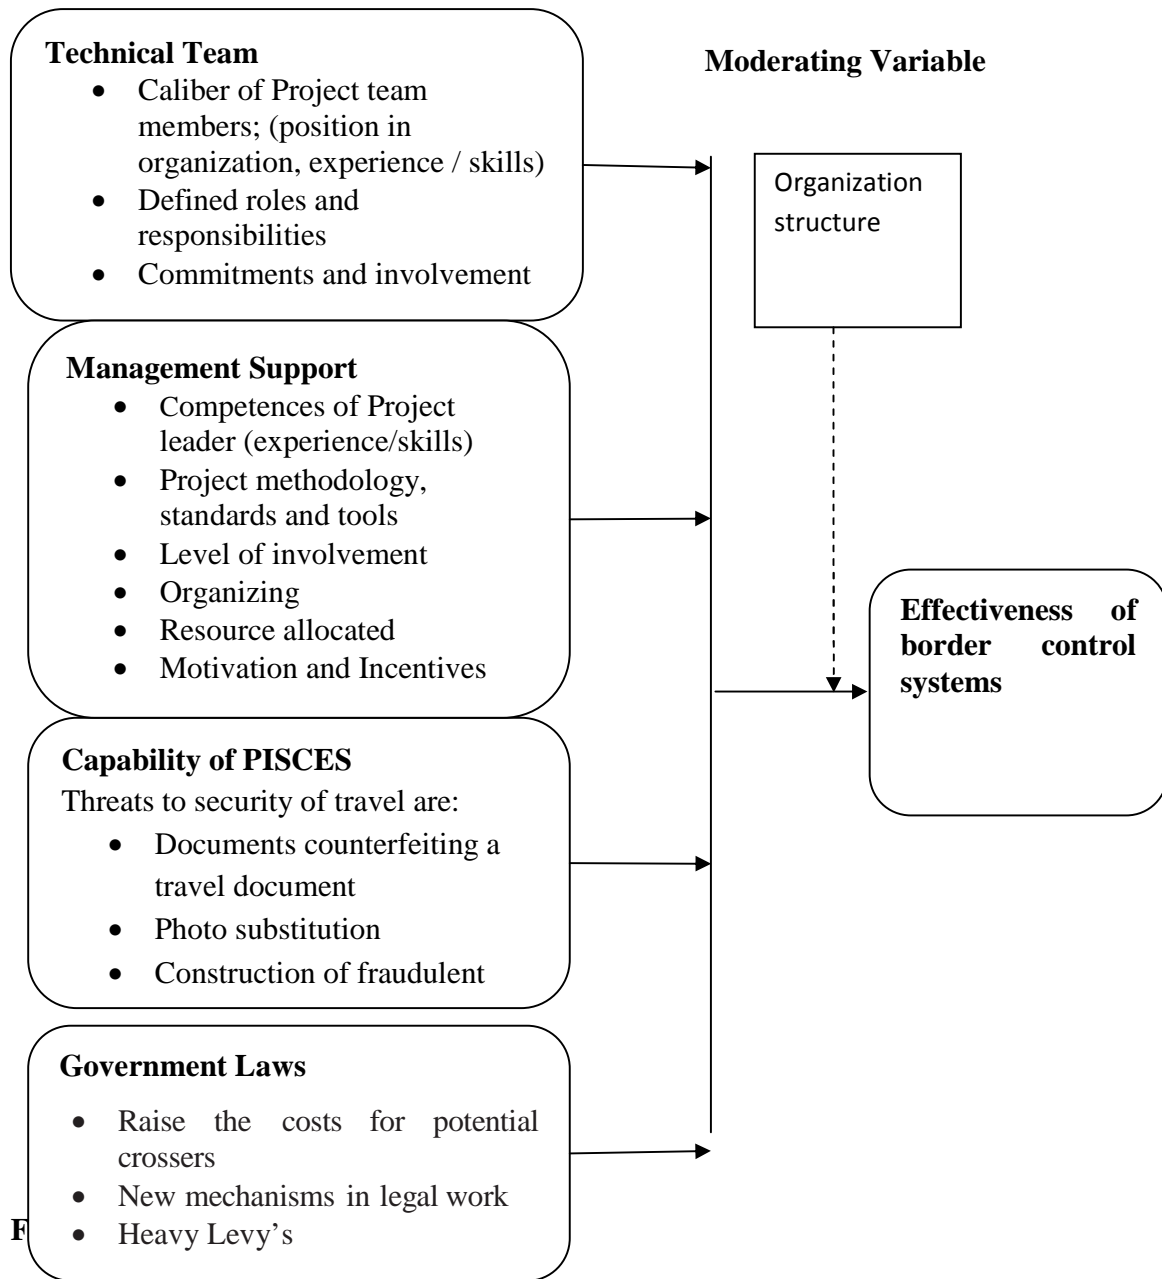 Technical Team
• Caliber of Project team
members; (position in
organization, experience / skills)
• Defined roles and
responsibilities
• Commitments and involvement
Moderating Variable
Organization
structure
Management Support
• Competences of Project
leader (experience/skills)
• Project methodology,
standards and tools
• Level of involvement
• Organizing
• Resource allocated
• Motivation and Incentives
Effectiveness of
border control
systems
Capability of PISCES
Threats to security of travel are:
• Documents counterfeiting a
travel document
• Photo substitution
• Construction of fraudulent
Government Laws
• Raise the costs for potential
crossers
• New mechanisms in legal work
• Heavy Levy’s
F